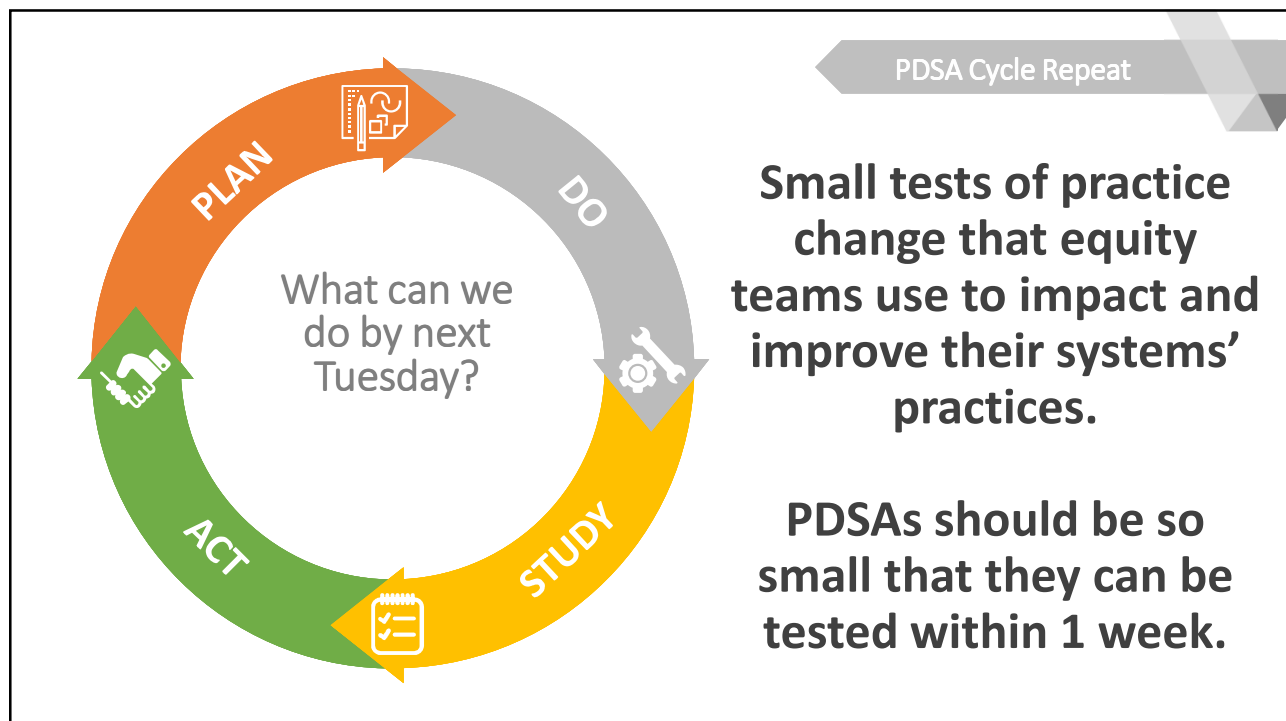 PDSA Cycle Repeat
PLAN
DO
STUDY
ACT
What can we
do by next
Tuesday?
Small tests of practice
change that equity
teams use to impact and
improve their systems’
practices.
PDSAs should be so
small that they can be
tested within 1 week.